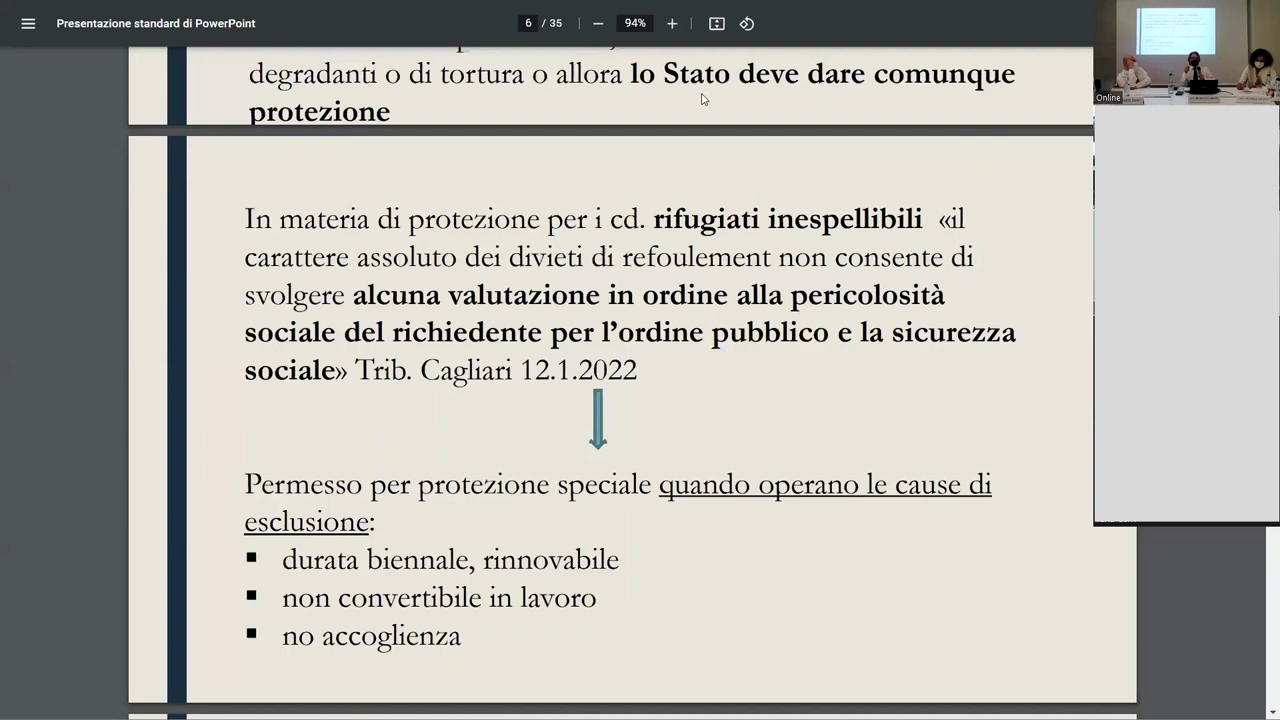 Presentazione standard di PowerPoint
6 / 35
94%
degradanti o di tortura o allora lo Stato deve dare comunque
protezione
In materia di protezione per i cd. rifugiati inespellibili «il
carattere assoluto dei divieti di refoulement non consente di
svolgere alcuna valutazione in ordine alla pericolosità
sociale del richiedente per l’ordine pubblico e la sicurezza
sociale» Trib. Cagliari 12.1.2022
Permesso per protezione speciale quando operano le cause di
esclusione:
▪ durata biennale, rinnovabile
▪ non convertibile in lavoro
▪ no accoglienza
Online